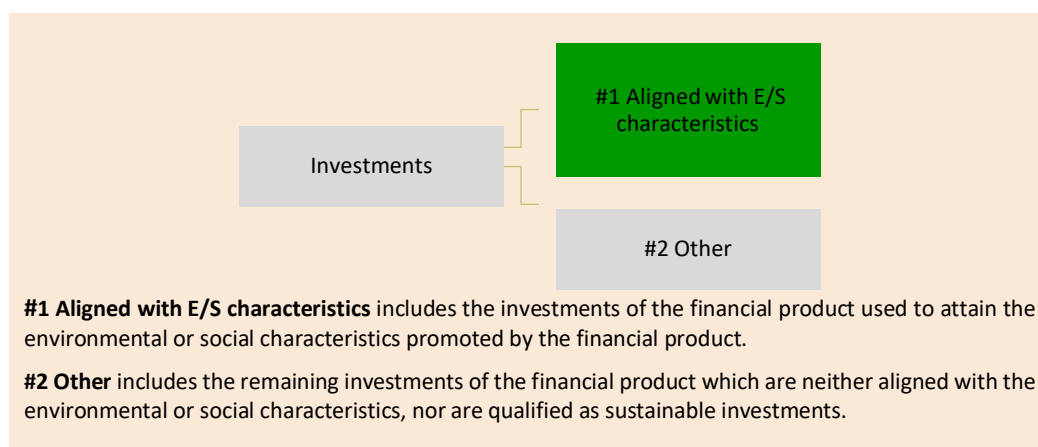 #1 Aligned with E/S
characteristics
Investments
#2 Other
#1 Aligned with E/S characteristics includes the investments of the financial product used to attain the
environmental or social characteristics promoted by the financial product.
#2 Other includes the remaining investments of the financial product which are neither aligned with the
environmental or social characteristics, nor are qualified as sustainable investments.